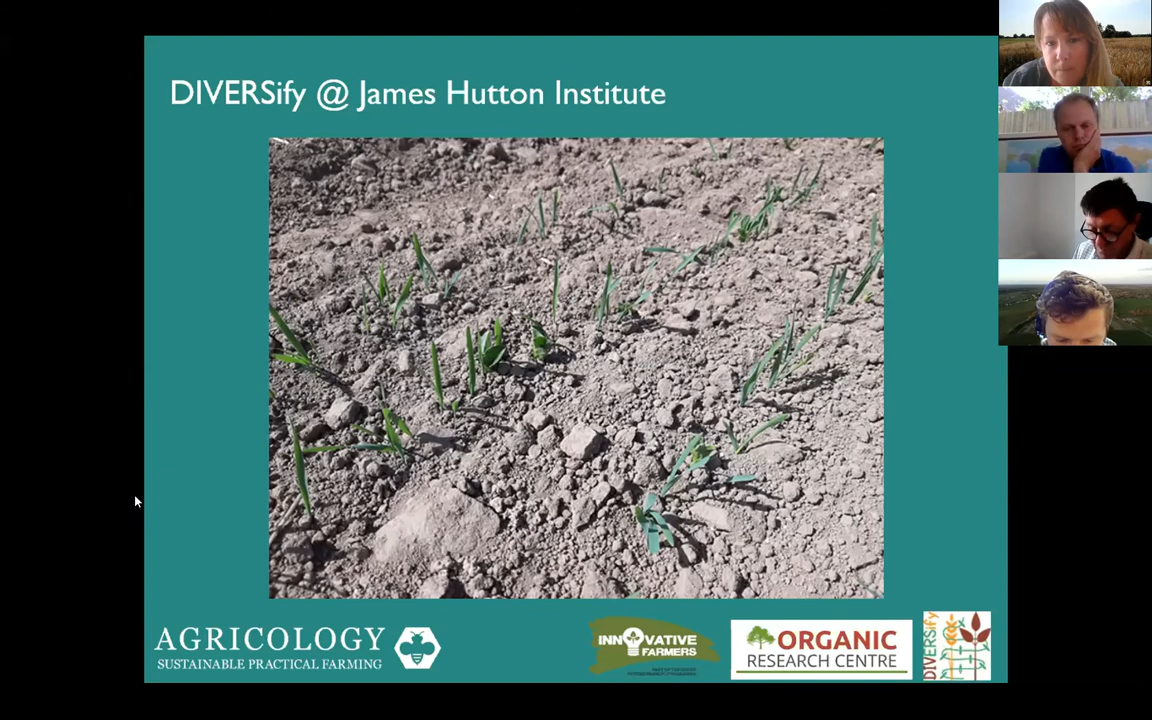 DIVERSify @ James Hutton Institute
AGRICOLOGY
SUSTAINABLE PRACTICAL FARMING
INNOVATIVE
FARMERS
ORGANIC
RESEARCH CENTRE
DIVERSify